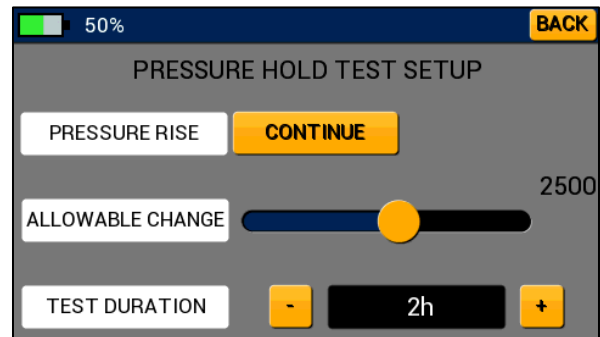 50% BACK
PRESSURE HOLD TEST SETUP
PRESSURE RISE CONTINUE
2500
ALLOWABLE CHANGE
TEST DURATION - 2h +